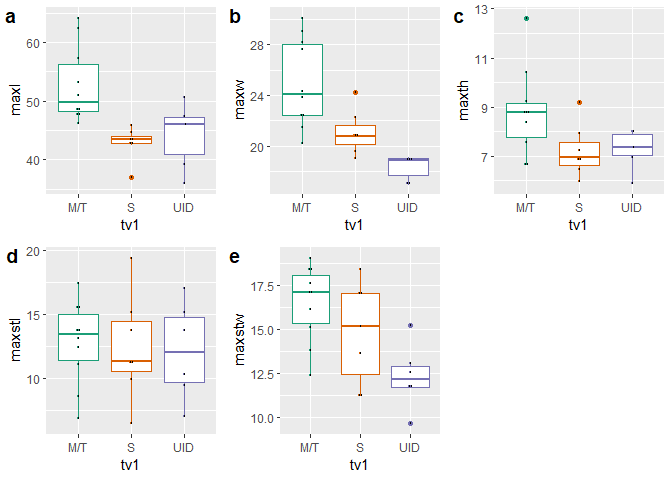 a
maxl
60
50
40
M/T S UID
tv1
b
maxw
28
24
20
M/T S UID
tv1
c
maxth
13
11
9
7
M/T S UID
tv1
d
maxstl
20
15
10
M/T S UID
tv1
e
maxstw
17.5
15.0
12.5
10.0
M/T S UID
tv1